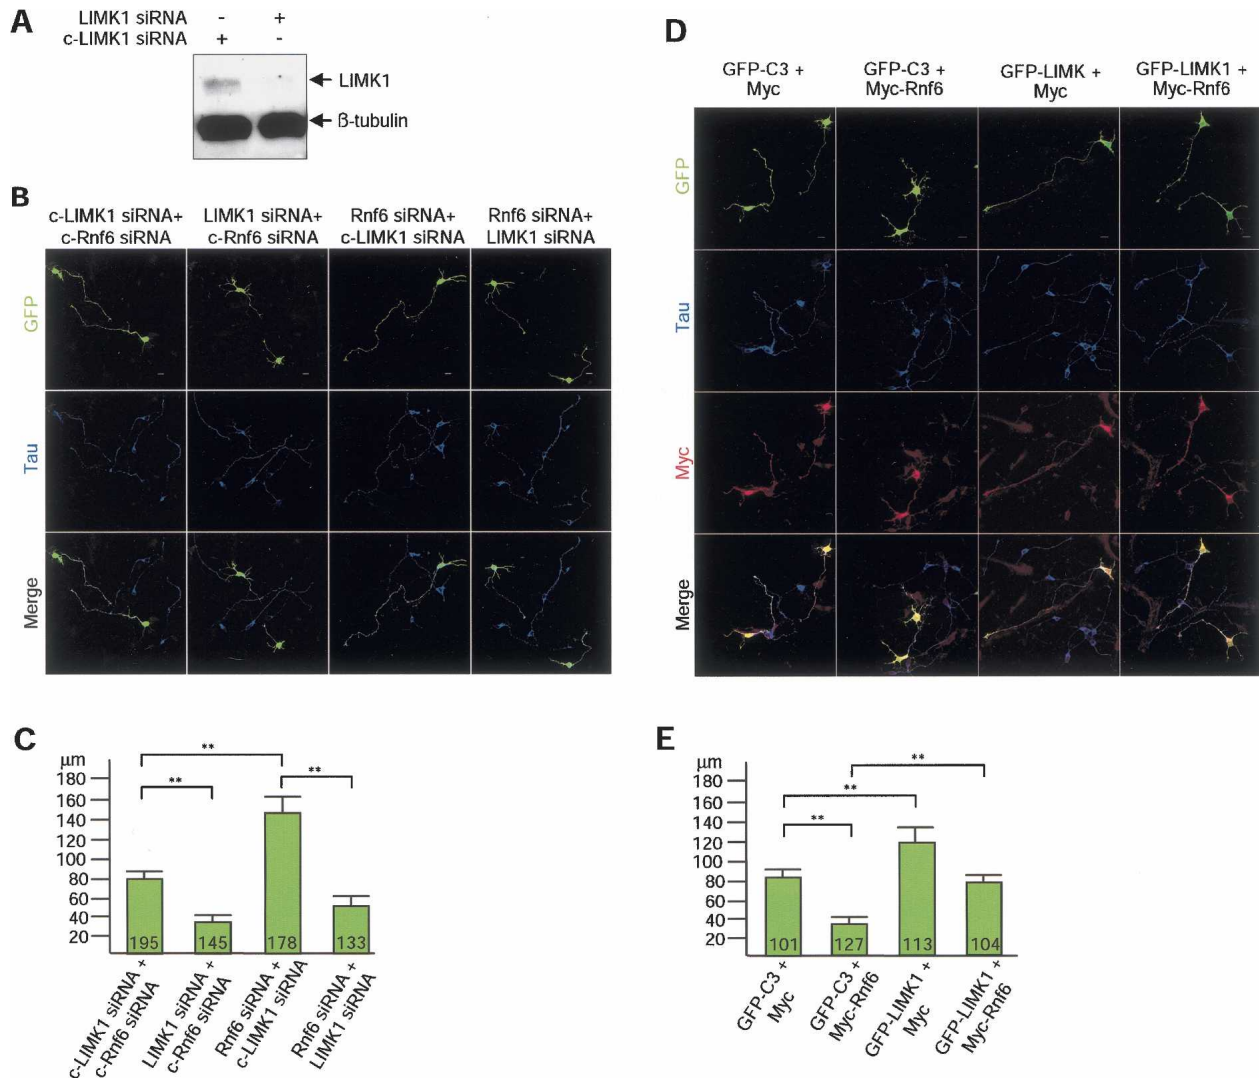 A
LIMK1 siRNA - +
c-LIMK1 siRNA + -
LIMK1
ß-tubulin
B
c-LIMK1 siRNA+
c-Rnf6 siRNA
LIMK1 siRNA+
c-Rnf6 siRNA
Rnf6 siRNA+
c-LIMK1 siRNA
Rnf6 siRNA+
LIMK1 siRNA
GFP
Tau
Merge
C
µm
180
160
140
120
100
80
60
40
20
**
**
**
195
145
178
133
c-LIMK1 siRNA +
c-Rnf6 siRNA
LIMK1 siRNA +
c-Rnf6 siRNA
Rnf6 siRNA +
c-LIMK1 siRNA
Rnf6 siRNA +
LIMK1 siRNA
D
GFP-C3 +
Myc
GFP-C3 +
Myc-Rnf6
GFP-LIMK +
Myc
GFP-LIMK1 +
Myc-Rnf6
GFP
Tau
Myc
Merge
E
µm
180
160
140
120
100
80
60
40
20
**
**
**
101
127
113
104
GFP-C3 +
Myc
GFP-C3 +
Myc-Rnf6
GFP-LIMK1 +
Myc
GFP-LIMK1 +
Myc-Rnf6